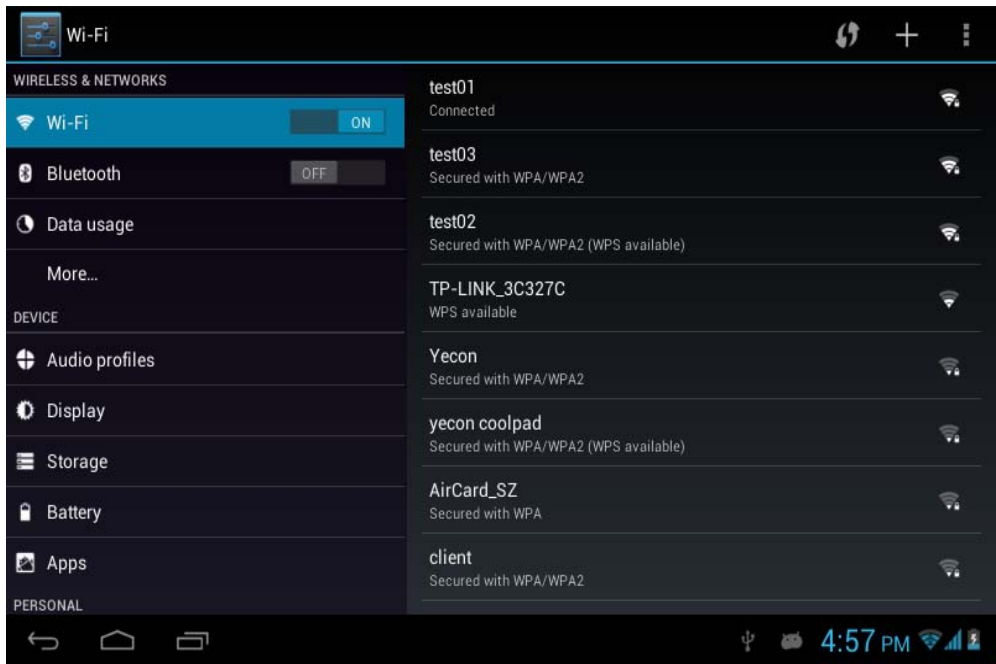 Wi-Fi
WIRELESS & NETWORKS
Wi-Fi ON
Bluetooth OFF
Data usage
More...
DEVICE
Audio profiles
Display
Storage
Battery
Apps
PERSONAL
test01
Connected
test03
Secured with WPA/WPA2
test02
Secured with WPA/WPA2 (WPS available)
TP-LINK_3C327C
WPS available
Yecon
Secured with WPA/WPA2
yecon coolpad
Secured with WPA/WPA2 (WPS available)
AirCard_SZ
Secured with WPA
client
Secured with WPA/WPA2
4:57 PM